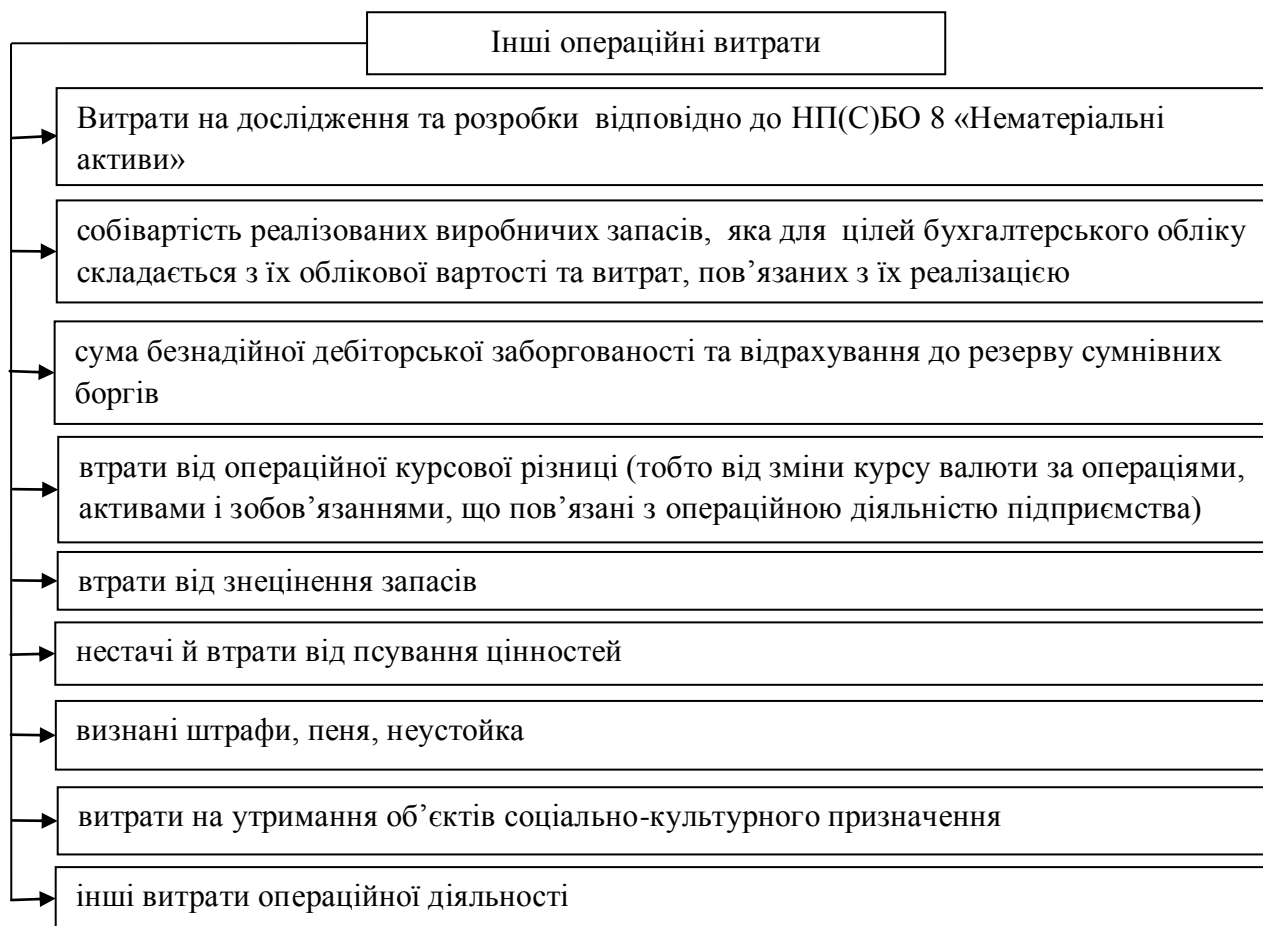 Інші операційні витрати
Витрати на дослідження та розробки відповідно до НП(С)БО 8 «Нематеріальні
активи»
собівартість реалізованих виробничих запасів, яка для цілей бухгалтерського обліку
складається з їх облікової вартості та витрат, пов’язаних з їх реалізацією
сума безнадійної дебіторської заборгованості та відрахування до резерву сумнівних
боргів
втрати від операційної курсової різниці (тобто від зміни курсу валюти за операціями,
активами і зобов’язаннями, що пов’язані з операційною діяльністю підприємства)
втрати від знецінення запасів
нестачі й втрати від псування цінностей
визнані штрафи, пеня, неустойка
витрати на утримання об’єктів соціально-культурного призначення
інші витрати операційної діяльності